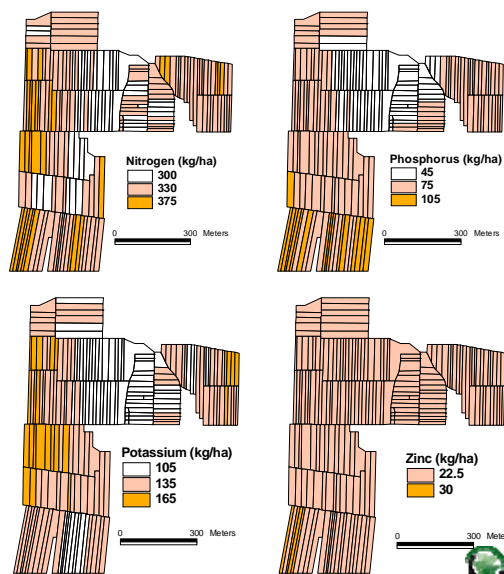 Nitrogen (kg/ha)
300
330
375
0 300 Meters
Phosphorus (kg/ha)
45
75
105
0 300 Meters
Potassium (kg/ha)
105
135
165
0 300 Meters
Zinc (kg/ha)
22.5
30
0 300 Mete